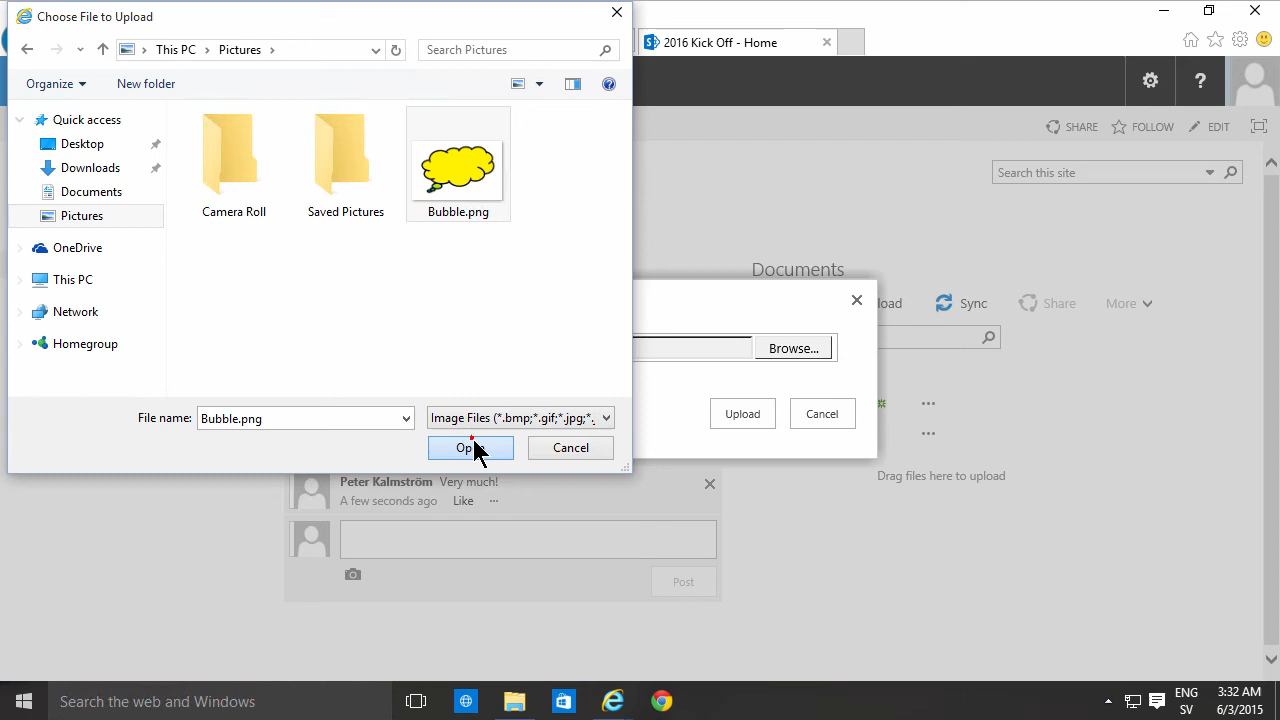 Choose File to Upload
This PC
Pictures
Search Pictures
Organize
New folder
Quick access
Desktop
Downloads
Documents
Pictures
OneDrive
This PC
Network
Homegroup
Camera Roll
Saved Pictures
Bubble.png
File name:
Bubble.png
Image Files (*.bmp;*.gif;*.jpg;*.
Cancel
2016 Kick Off - Home
SHARE
FOLLOW
EDIT
Search this site
Documents
Sync
Share
More
Browse...
Upload
Cancel
Drag files here to upload
Peter Kalmström Very much!
A few seconds ago Like ...
Post
Search the web and Windows
ENG
SV
3:32 AM
6/3/2015